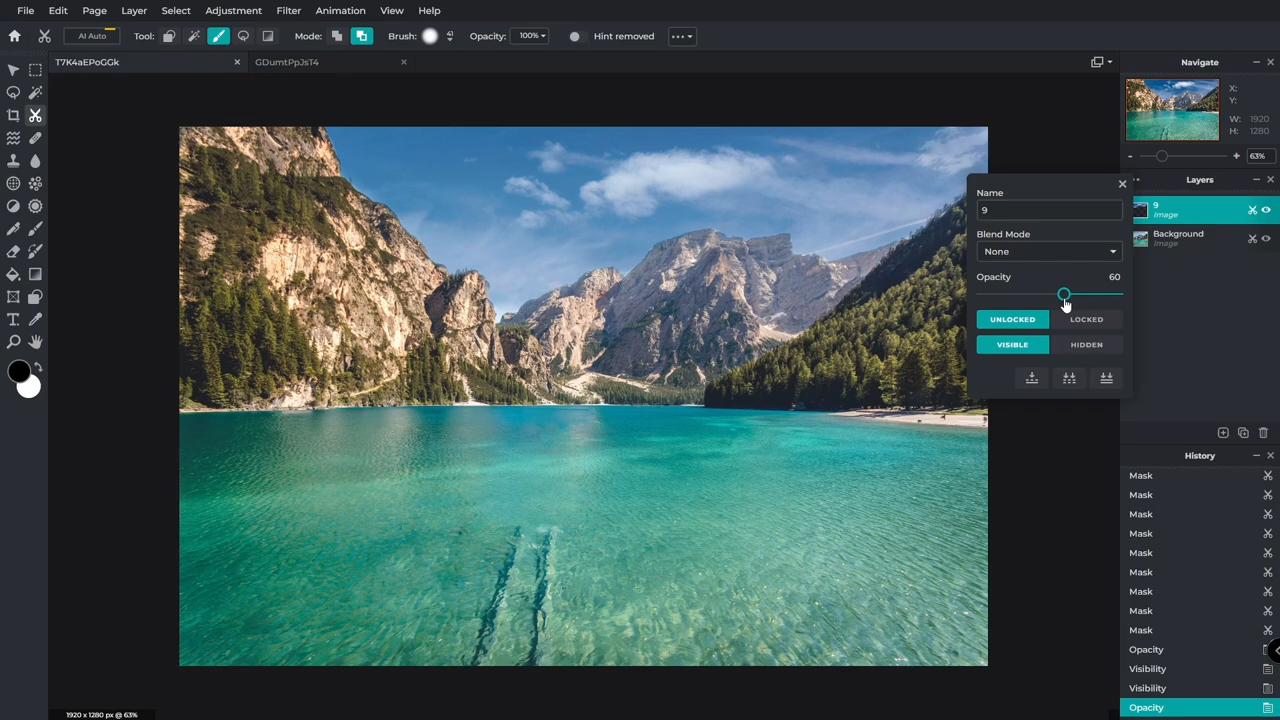 File Edit Page Layer Select Adjustment Filter Animation View Help
AI Auto Tool: Mode: Brush: 41 Opacity: 100% Hint removed
T7K4aEPoGGk GDumtPpJsT4
Navigate
X:
Y:
W: 1920
H: 1280
63%
Layers
9
Image
Background
Image
Name
9
Blend Mode
None
Opacity 60
UNLOCKED LOCKED
VISIBLE HIDDEN
History
Mask
Mask
Mask
Mask
Mask
Mask
Mask
Mask
Mask
Opacity
Visibility
Visibility
Opacity
1920 x 1280 px @ 63%